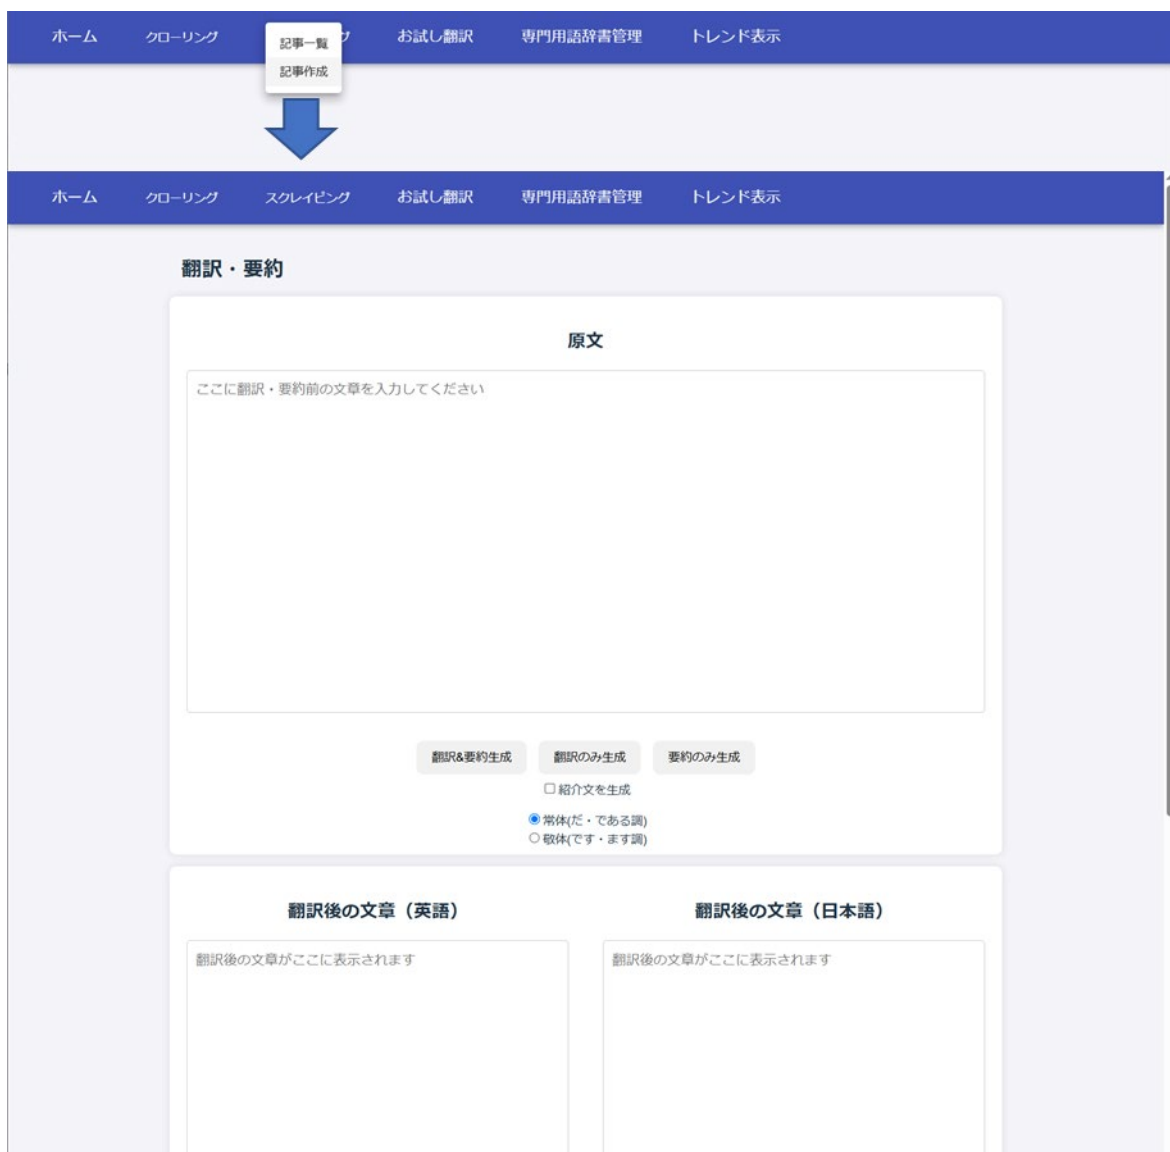 ホーム クローリング グ お試し翻訳 専門用語辞書管理 トレンド表示
記事一覧
記事作成
ホーム クローリング スクレイピング お試し翻訳 専門用語辞書管理 トレンド表示
翻訳・要約
原文
ここに翻訳・要約前の文章を入力してください
翻訳&要約生成 翻訳のみ生成 要約のみ生成
紹介文を生成
常体(だ・である調)
敬体(です・ます調)
翻訳後の文章（英語） 翻訳後の文章（日本語）
翻訳後の文章がここに表示されます 翻訳後の文章がここに表示されます